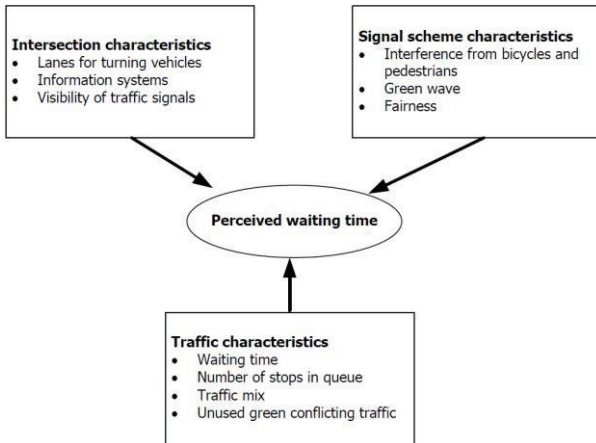 Intersection characteristics
• Lanes for turning vehicles
• Information systems
• Visibility of traffic signals
Signal scheme characteristics
• Interference from bicycles and
pedestrians
• Green wave
• Fairness
Perceived waiting time
Traffic characteristics
• Waiting time
• Number of stops in queue
• Traffic mix
• Unused green conflicting traffic